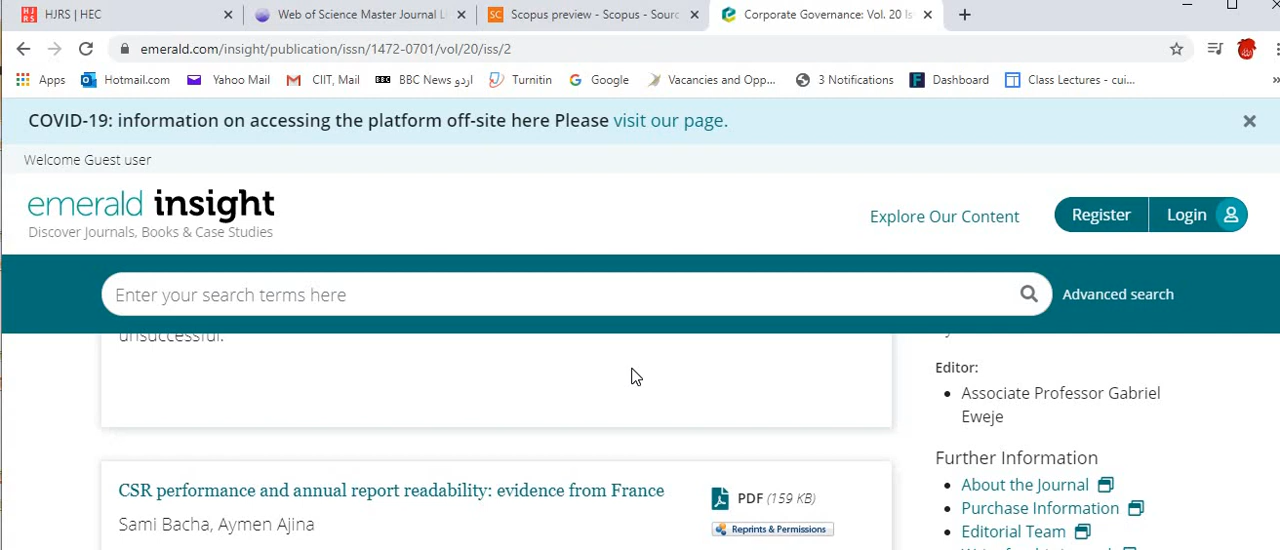 HJRS | HEC
Web of Science Master Journal L
Scopus preview - Scopus - Sourc
Corporate Governance: Vol. 20 Is
emerald.com/insight/publication/issn/1472-0701/vol/20/iss/2
Apps
Hotmail.com
Yahoo Mail
CIIT, Mail
BBC News اردو
Turnitin
Google
Vacancies and Opp...
3 Notifications
Dashboard
Class Lectures - cui...
COVID-19: information on accessing the platform off-site here Please visit our page.
Welcome Guest user
emerald insight
Discover Journals, Books & Case Studies
Explore Our Content
Register
Login
Enter your search terms here
Advanced search
unsuccessful.
Editor:
Associate Professor Gabriel
Eweje
Further Information
About the Journal
Purchase Information
Editorial Team
CSR performance and annual report readability: evidence from France
Sami Bacha, Aymen Ajina
PDF (159 KB)
Reprints & Permissions